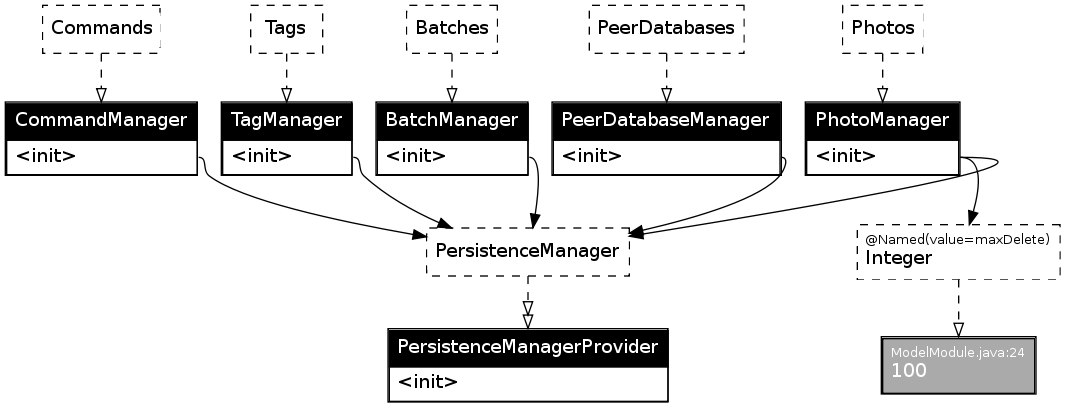 Commands
Tags
Batches
PeerDatabases
Photos
CommandManager
<init>
TagManager
<init>
BatchManager
<init>
PeerDatabaseManager
<init>
PhotoManager
<init>
PersistenceManager
@Named(value=maxDelete)
Integer
PersistenceManagerProvider
<init>
ModelModule.java:24
100